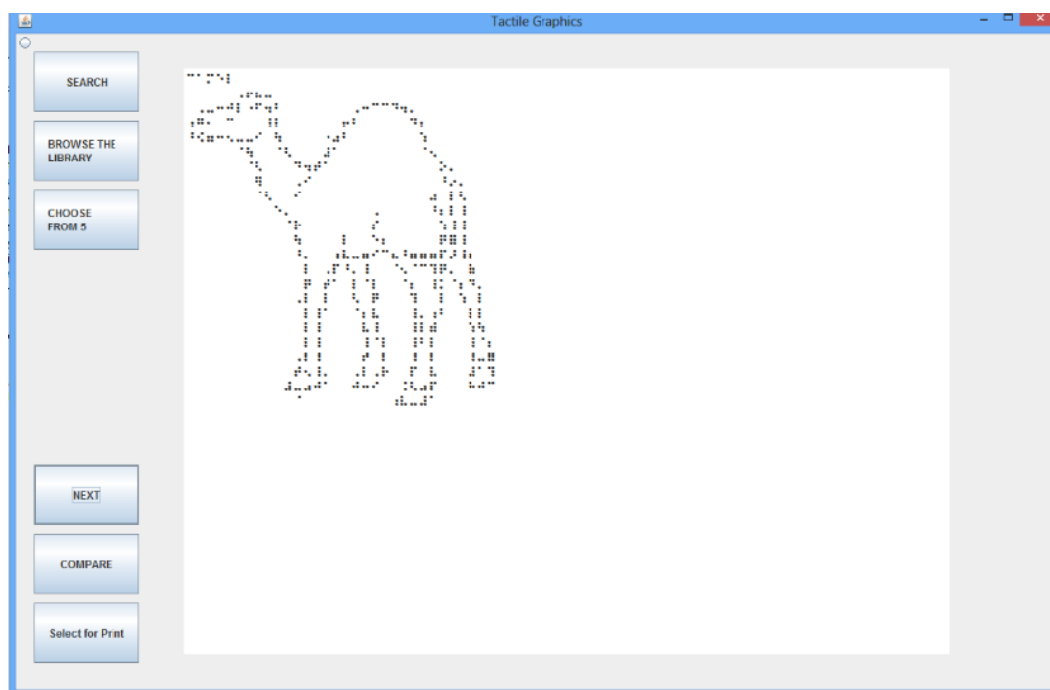 Tactile Graphics
SEARCH
BROWSE THE
LIBRARY
CHOOSE
FROM 5
NEXT
COMPARE
Select for Print